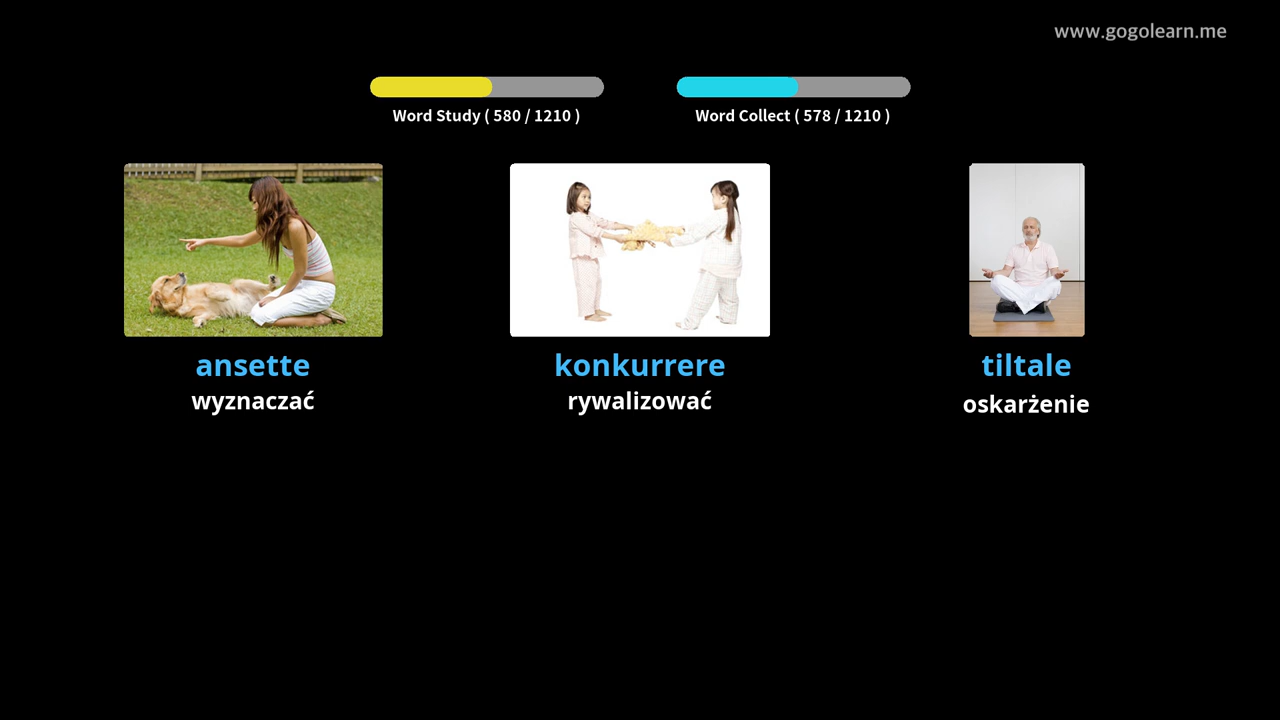 www.gogolearn.me
Word Study ( 580 / 1210 )
Word Collect ( 578 / 1210 )
ansette
wyznaczać
konkurrere
rywalizować
tiltale
oskarżenie